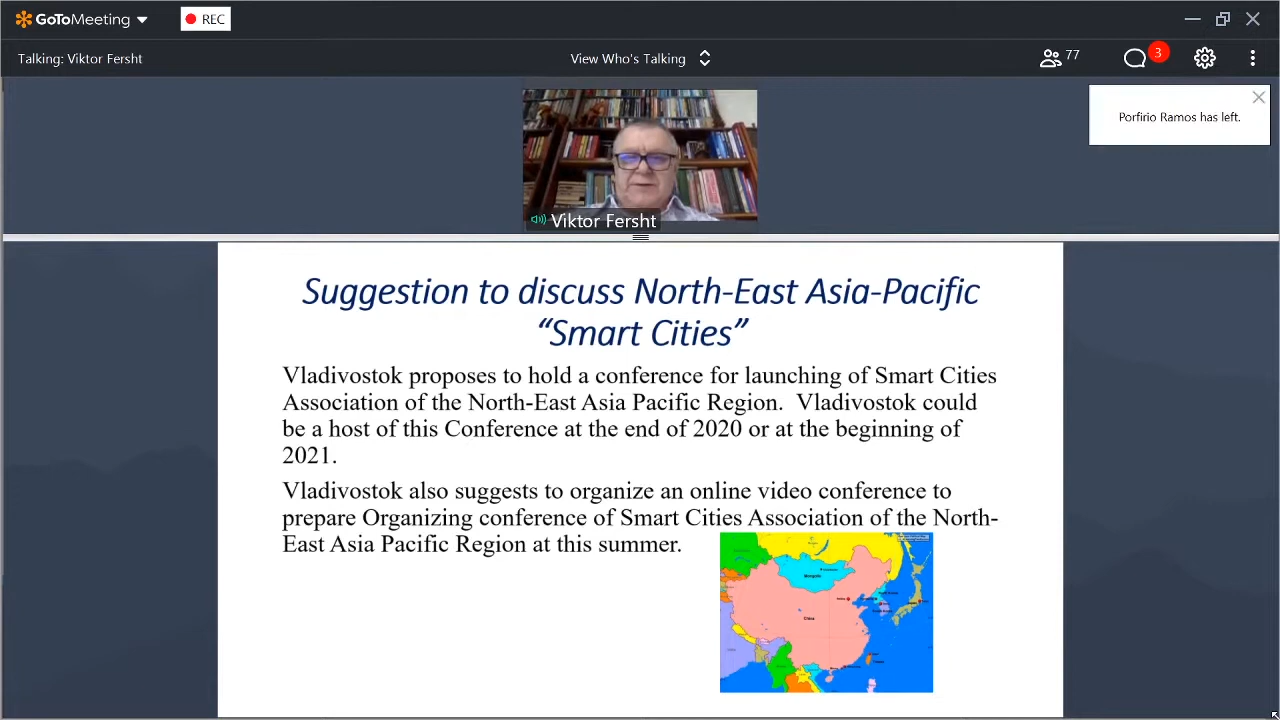 GoToMeeting
REC
Talking: Viktor Fersht
View Who's Talking
77
3
Porfirio Ramos has left.
Viktor Fersht
Suggestion to discuss North-East Asia-Pacific
“Smart Cities”
Vladivostok proposes to hold a conference for launching of Smart Cities
Association of the North-East Asia Pacific Region.  Vladivostok could
be a host of this Conference at the end of 2020 or at the beginning of
2021.
Vladivostok also suggests to organize an online video conference to
prepare Organizing conference of Smart Cities Association of the North-
East Asia Pacific Region at this summer.
Mongolia
China